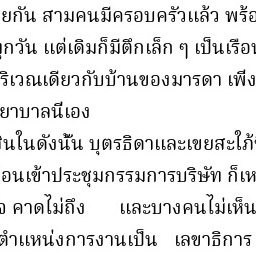 ยกัน สามคนมีครอบครัวแล้ว พร้อ
ทุกวัน แต่เดิมก็มีตึกเล็ก ๆ เป็นเรือน
ริเวณเดียวกับบ้านของมารดา เพิ่ง
ยาบาลนี่เอง
ในดังนั้น บุตรธิดาและเขยสะใภ้
ก่อนเข้าประชุมกรรมการบริษัท ก็เห
คาดไม่ถึง และบางคนไม่เห็น
ตำแหน่งการงานเป็น เลขาธิการ